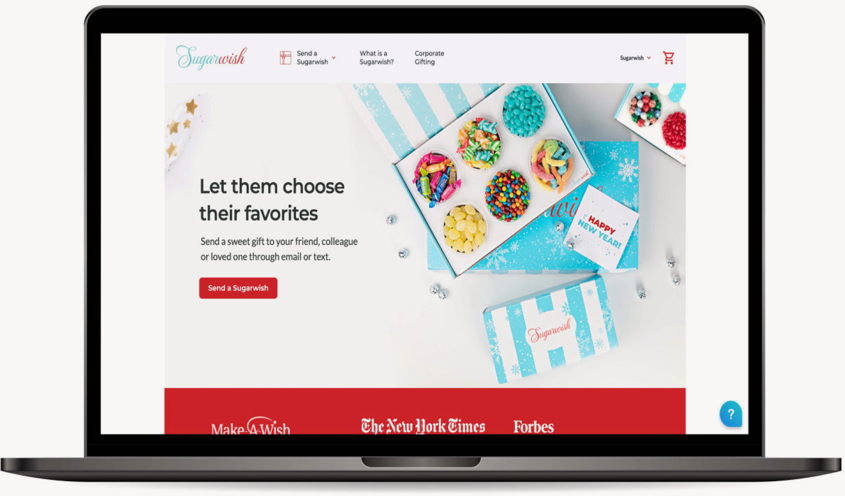 Sugarwish
Send a
Sugarwish
What is a
Sugarwish?
Corporate
Gifting
Sugarwish
Let them choose
their favorites
Send a sweet gift to your friend, colleague
or loved one through email or text.
Send a Sugarwish
HAPPY
NEW YEAR!
Sugarwish
Make-A-Wish
The New York Times
Forbes
?